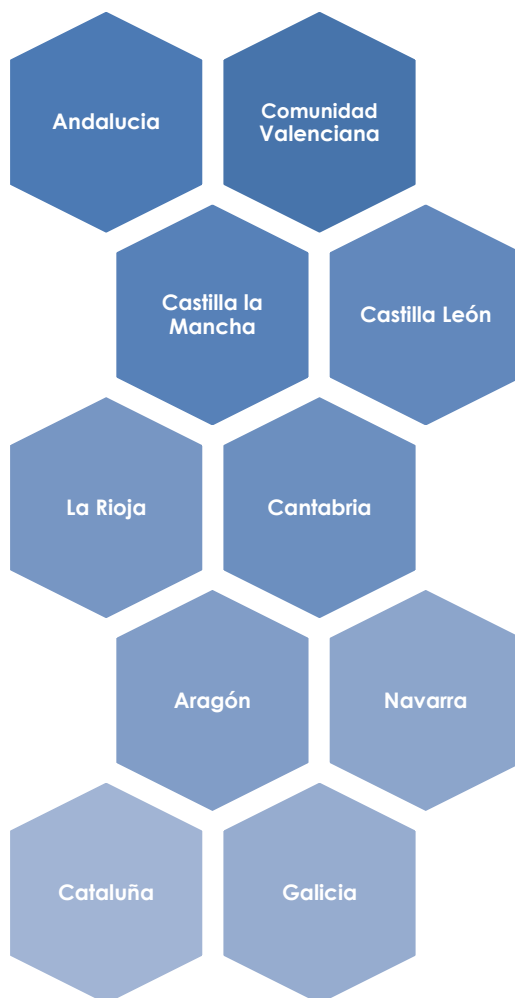 Andalucia
Comunidad
Valenciana
Castilla la
Mancha
Castilla León
La Rioja
Cantabria
Aragón
Navarra
Cataluña
Galicia